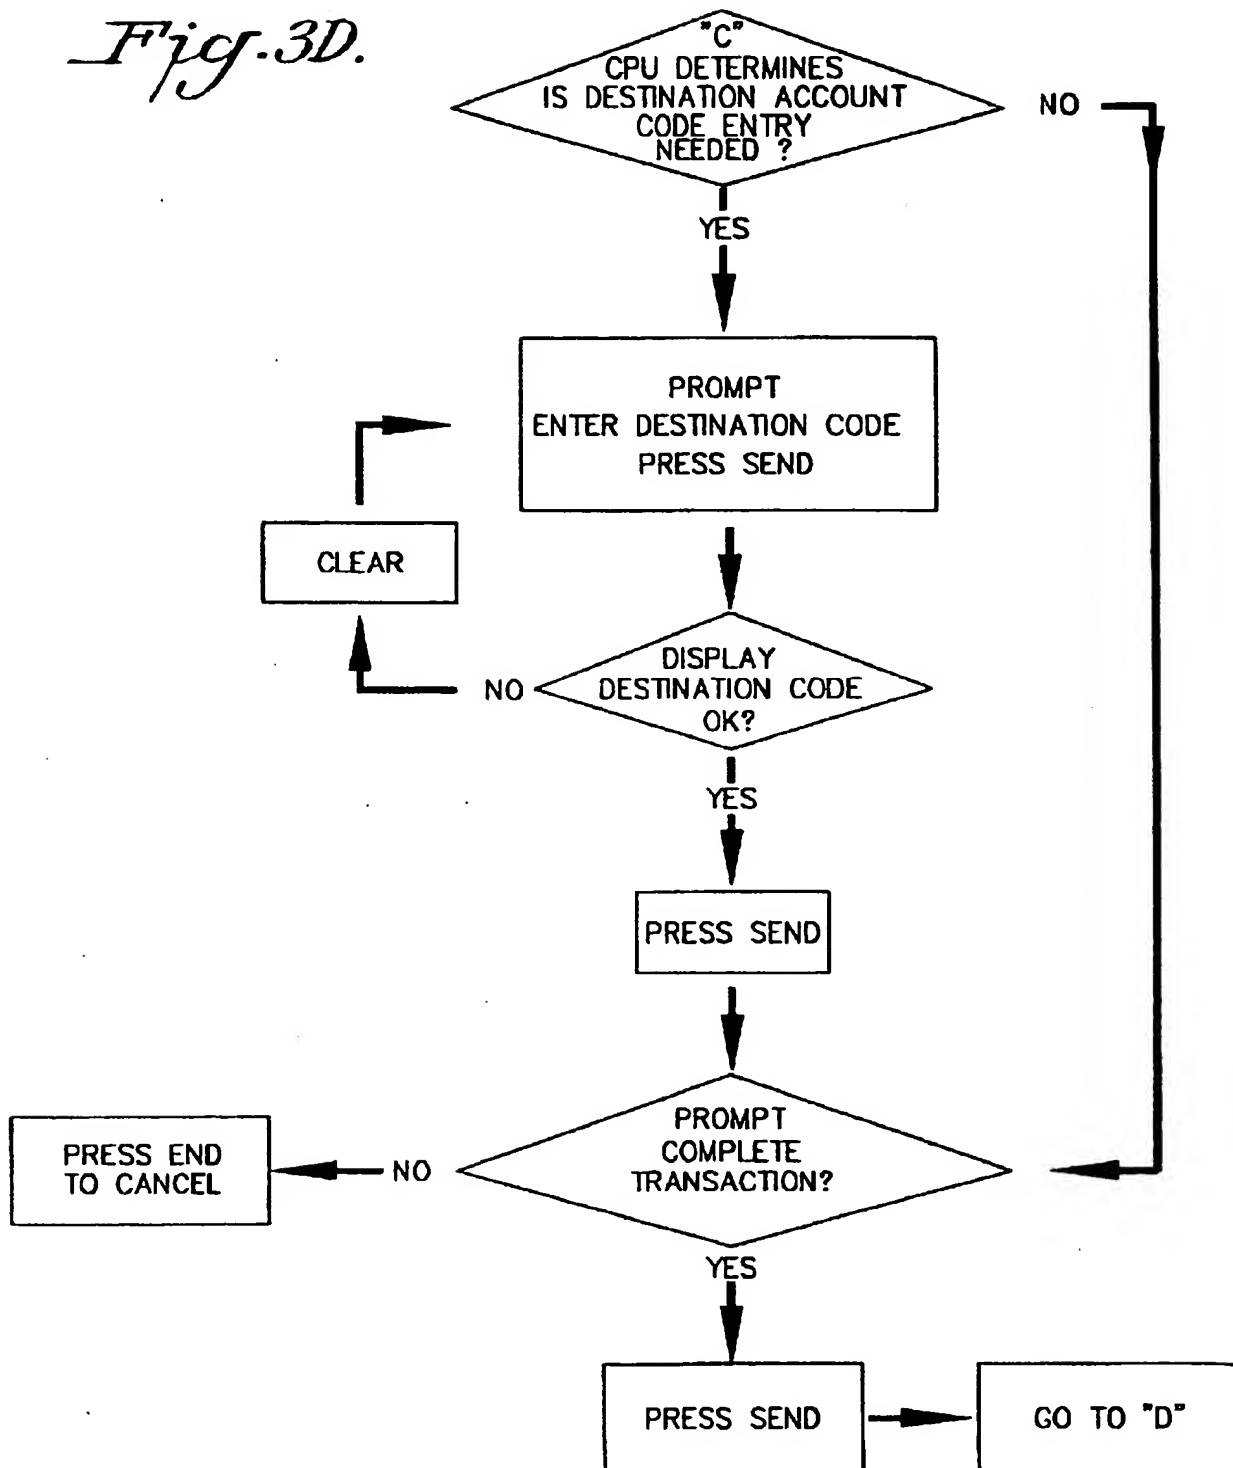 Fig. 3D.
"C"
CPU DETERMINES
IS DESTINATION ACCOUNT
CODE ENTRY
NEEDED ?
NO
YES
PROMPT
ENTER DESTINATION CODE
PRESS SEND
CLEAR
DISPLAY
DESTINATION CODE
OK?
NO
YES
PRESS SEND
PROMPT
COMPLETE
TRANSACTION?
NO
PRESS END
TO CANCEL
YES
PRESS SEND
GO TO "D"